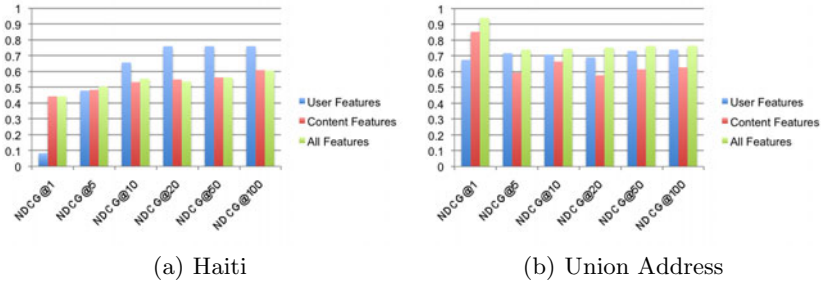 1
0.9
0.8
0.7
0.6
0.5
0.4
0.3
0.2
0.1
0
NDCG@1
NDCG@5
NDCG@10
NDCG@20
NDCG@50
NDCG@100
User Features
Content Features
All Features
(a) Haiti
1
0.9
0.8
0.7
0.6
0.5
0.4
0.3
0.2
0.1
0
NDCG@1
NDCG@5
NDCG@10
NDCG@20
NDCG@50
NDCG@100
User Features
Content Features
All Features
(b) Union Address